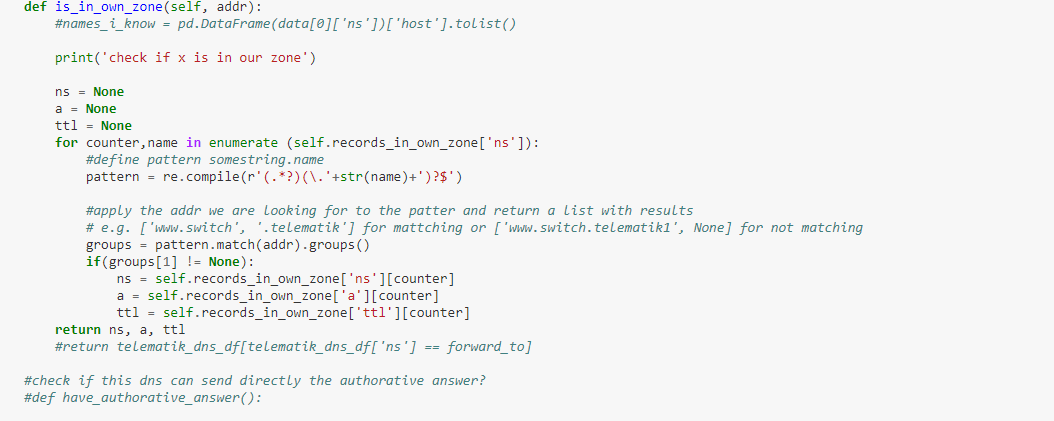 def is_in_own_zone(self, addr):
    #names_i_know = pd.DataFrame(data[0]['ns'])['host'].tolist()

    print('check if x is in our zone')

    ns = None
    a = None
    ttl = None
    for counter,name in enumerate (self.records_in_own_zone['ns']):
        #define pattern somestring.name
        pattern = re.compile(r'(.*?)(\.'+str(name)+')?$')

        #apply the addr we are looking for to the patter and return a list with results
        # e.g. ['www.switch', '.telematik'] for mattching or ['www.switch.telematik1', None] for not matching
        groups = pattern.match(addr).groups()
        if(groups[1] != None):
            ns = self.records_in_own_zone['ns'][counter]
            a = self.records_in_own_zone['a'][counter]
            ttl = self.records_in_own_zone['ttl'][counter]
    return ns, a, ttl
    #return telematik_dns_df[telematik_dns_df['ns'] == forward_to]

#check if this dns can send directly the authorative answer?
#def have_authorative_answer():